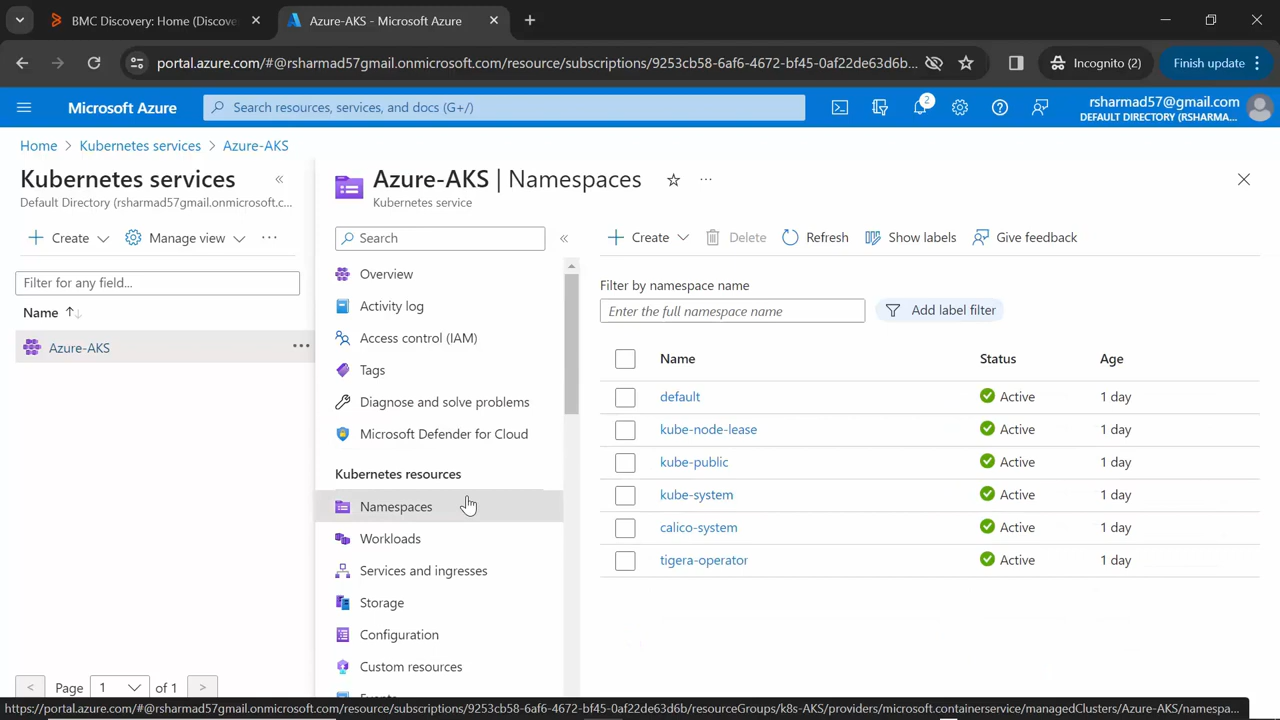 BMC Discovery: Home (Discove
Azure-AKS - Microsoft Azure
portal.azure.com/#@rsharmad57@gmail.onmicrosoft.com/resource/subscriptions/9253cb58-6af6-4672-bf45-0af22de63d6b...
Incognito (2)
Finish update
Microsoft Azure
Search resources, services, and docs (G+/)
2
rsharmad57@gmail.com
DEFAULT DIRECTORY (RSHARMA...
Home > Kubernetes services > Azure-AKS
Kubernetes services
Default Directory (rsharmad57gmail.onmicrosoft.c...
Create
Manage view
Filter for any field...
Name
Azure-AKS
Page 1 of 1
Azure-AKS | Namespaces
Kubernetes service
Search
Overview
Activity log
Access control (IAM)
Tags
Diagnose and solve problems
Microsoft Defender for Cloud
Kubernetes resources
Namespaces
Workloads
Services and ingresses
Storage
Configuration
Custom resources
Events
Create
Delete
Refresh
Show labels
Give feedback
Filter by namespace name
Enter the full namespace name
Add label filter
Name Status Age
default Active 1 day
kube-node-lease Active 1 day
kube-public Active 1 day
kube-system Active 1 day
calico-system Active 1 day
tigera-operator Active 1 day
https://portal.azure.com/#@rsharmad57gmail.onmicrosoft.com/resource/subscriptions/9253cb58-6af6-4672-bf45-0af22de63d6b/resourceGroups/k8s-AKS/providers/microsoft.containerservice/managedClusters/Azure-AKS/namespa...